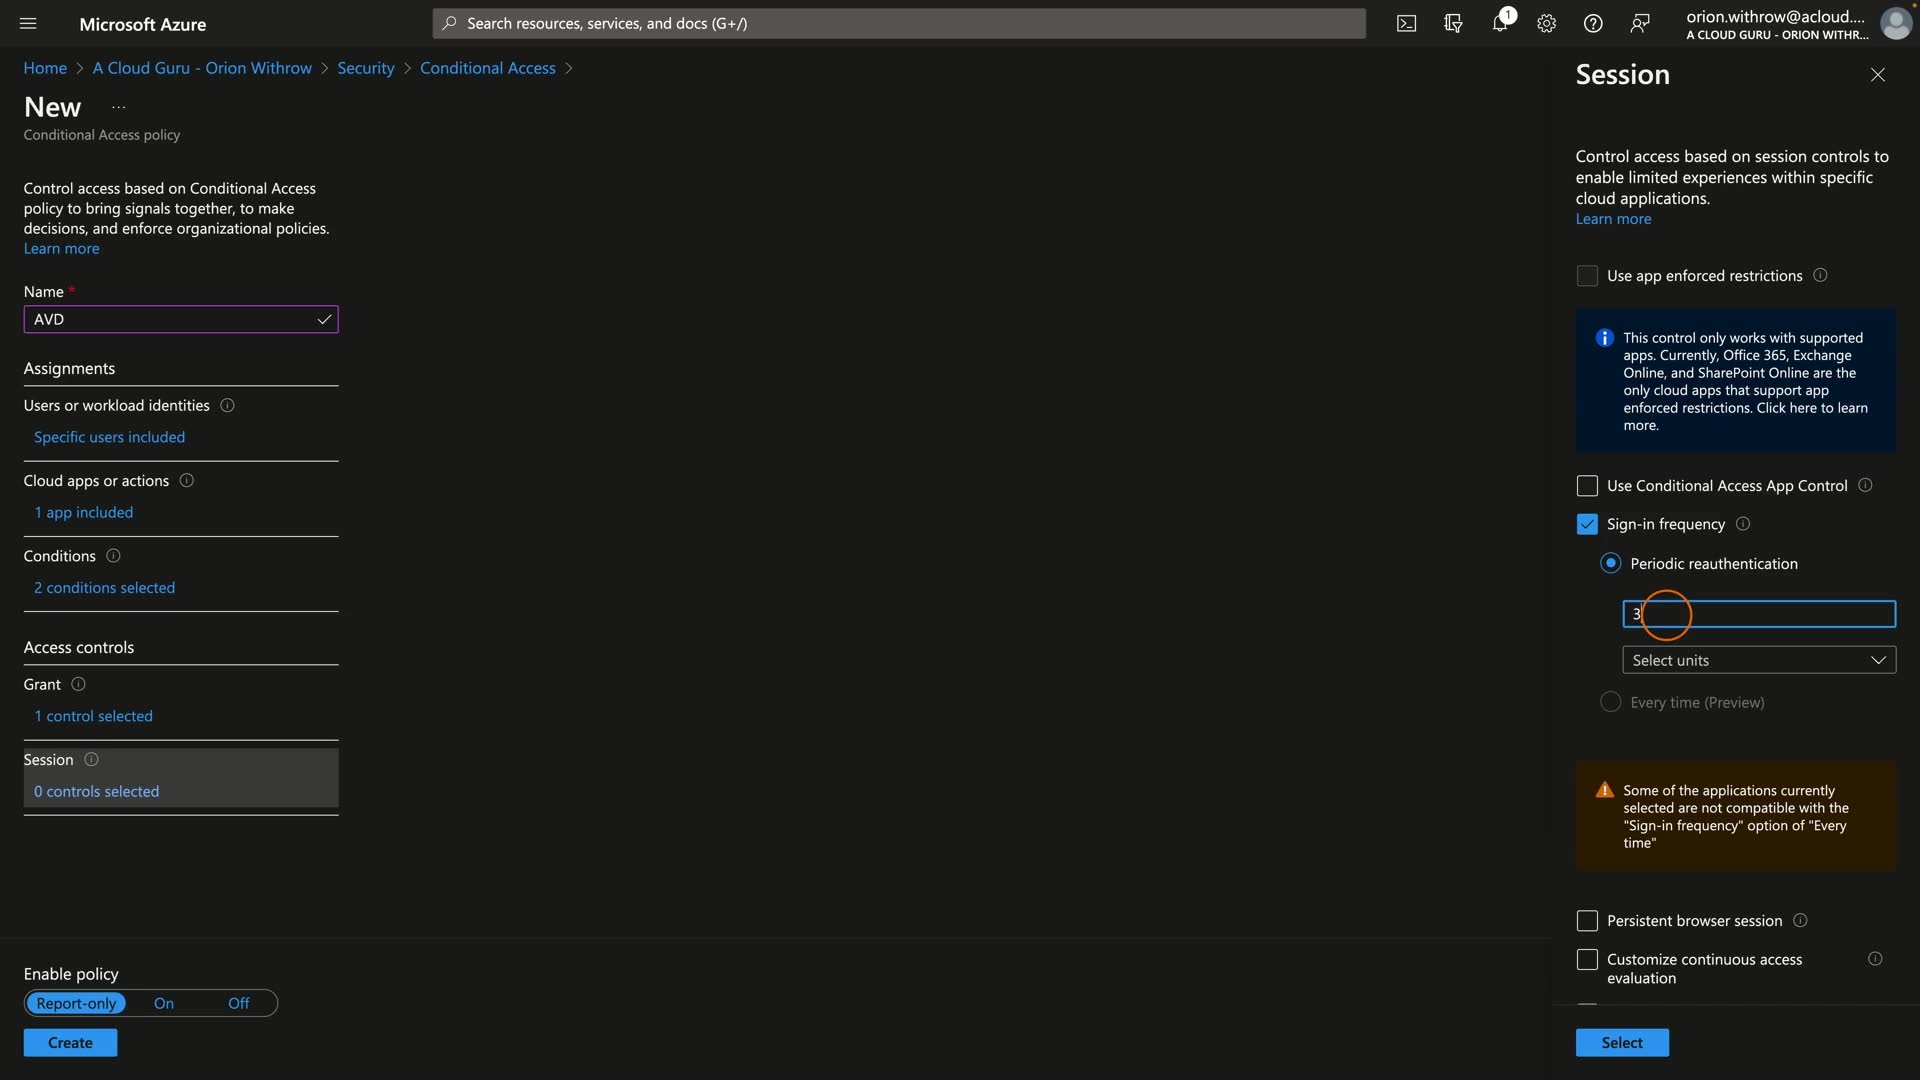 Microsoft Azure
Search resources, services, and docs (G+/)
1
orion.withrow@acloud....
A CLOUD GURU - ORION WITHR...
Home > A Cloud Guru - Orion Withrow > Security > Conditional Access >
New ...
Conditional Access policy
Control access based on Conditional Access
policy to bring signals together, to make
decisions, and enforce organizational policies.
Learn more
Name *
AVD
Assignments
Users or workload identities
Specific users included
Cloud apps or actions
1 app included
Conditions
2 conditions selected
Access controls
Grant
1 control selected
Session
0 controls selected
Enable policy
Report-only On Off
Create
Session
Control access based on session controls to
enable limited experiences within specific
cloud applications.
Learn more
Use app enforced restrictions
This control only works with supported
apps. Currently, Office 365, Exchange
Online, and SharePoint Online are the
only cloud apps that support app
enforced restrictions. Click here to learn
more.
Use Conditional Access App Control
Sign-in frequency
Periodic reauthentication
3
Select units
Every time (Preview)
Some of the applications currently
selected are not compatible with the
"Sign-in frequency" option of "Every
time"
Persistent browser session
Customize continuous access
evaluation
Select